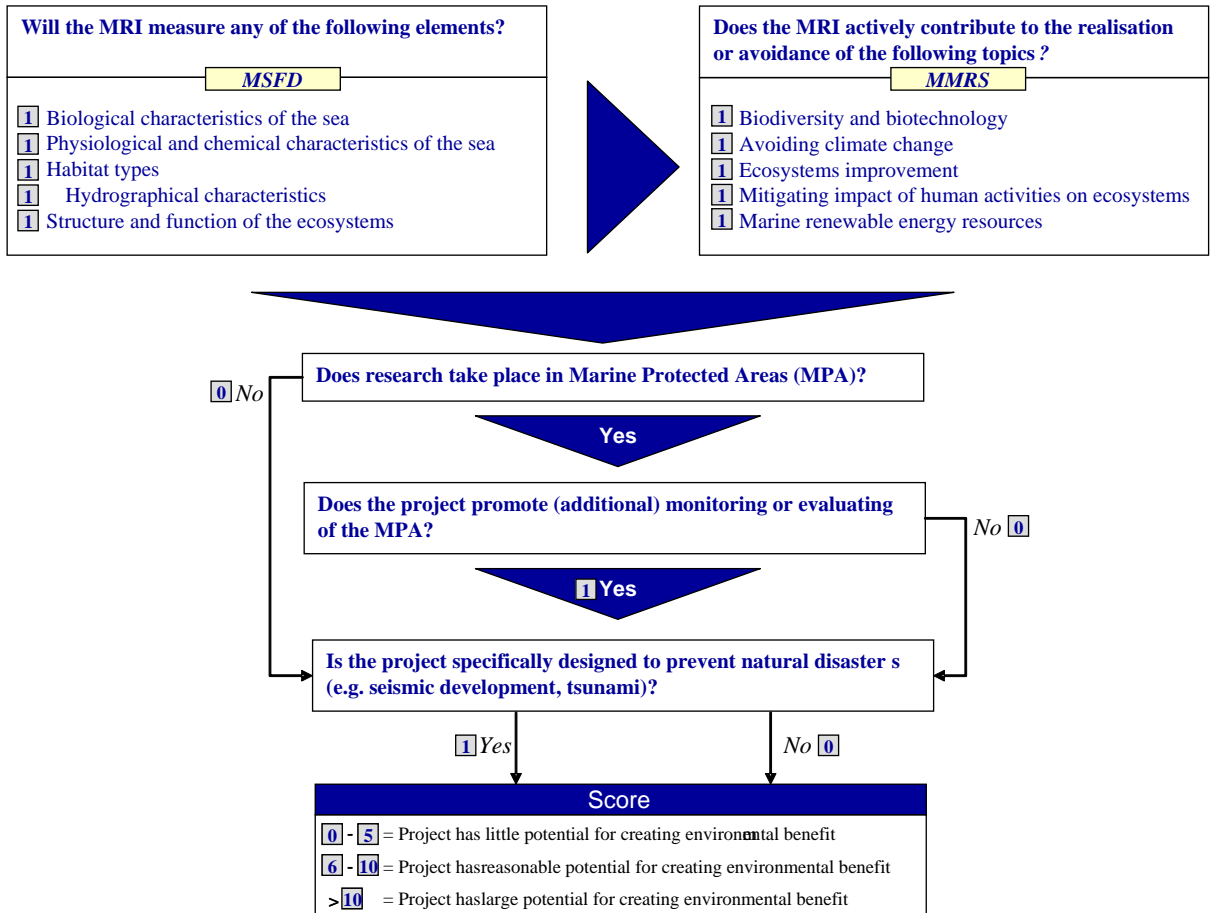 Will the MRI measure any of the following elements?
MSFD
1 Biological characteristics of the sea
1 Physiological and chemical characteristics of the sea
1 Habitat types
1 Hydrographical characteristics
1 Structure and function of the ecosystems
Does the MRI actively contribute to the realisation
or avoidance of the following topics ?
MMRS
1 Biodiversity and biotechnology
1 Avoiding climate change
1 Ecosystems improvement
1 Mitigating impact of human activities on ecosystems
1 Marine renewable energy resources
Does research take place in Marine Protected Areas (MPA)?
0 No
Yes
Does the project promote (additional) monitoring or evaluating
of the MPA?
No 0
1 Yes
Is the project specifically designed to prevent natural disaster s
(e.g. seismic development, tsunami)?
1 Yes
No 0
Score
0 - 5 = Project has little potential for creating environmental benefit
6 - 10 = Project hasreasonable potential for creating environmental benefit
>10 = Project haslarge potential for creating environmental benefit